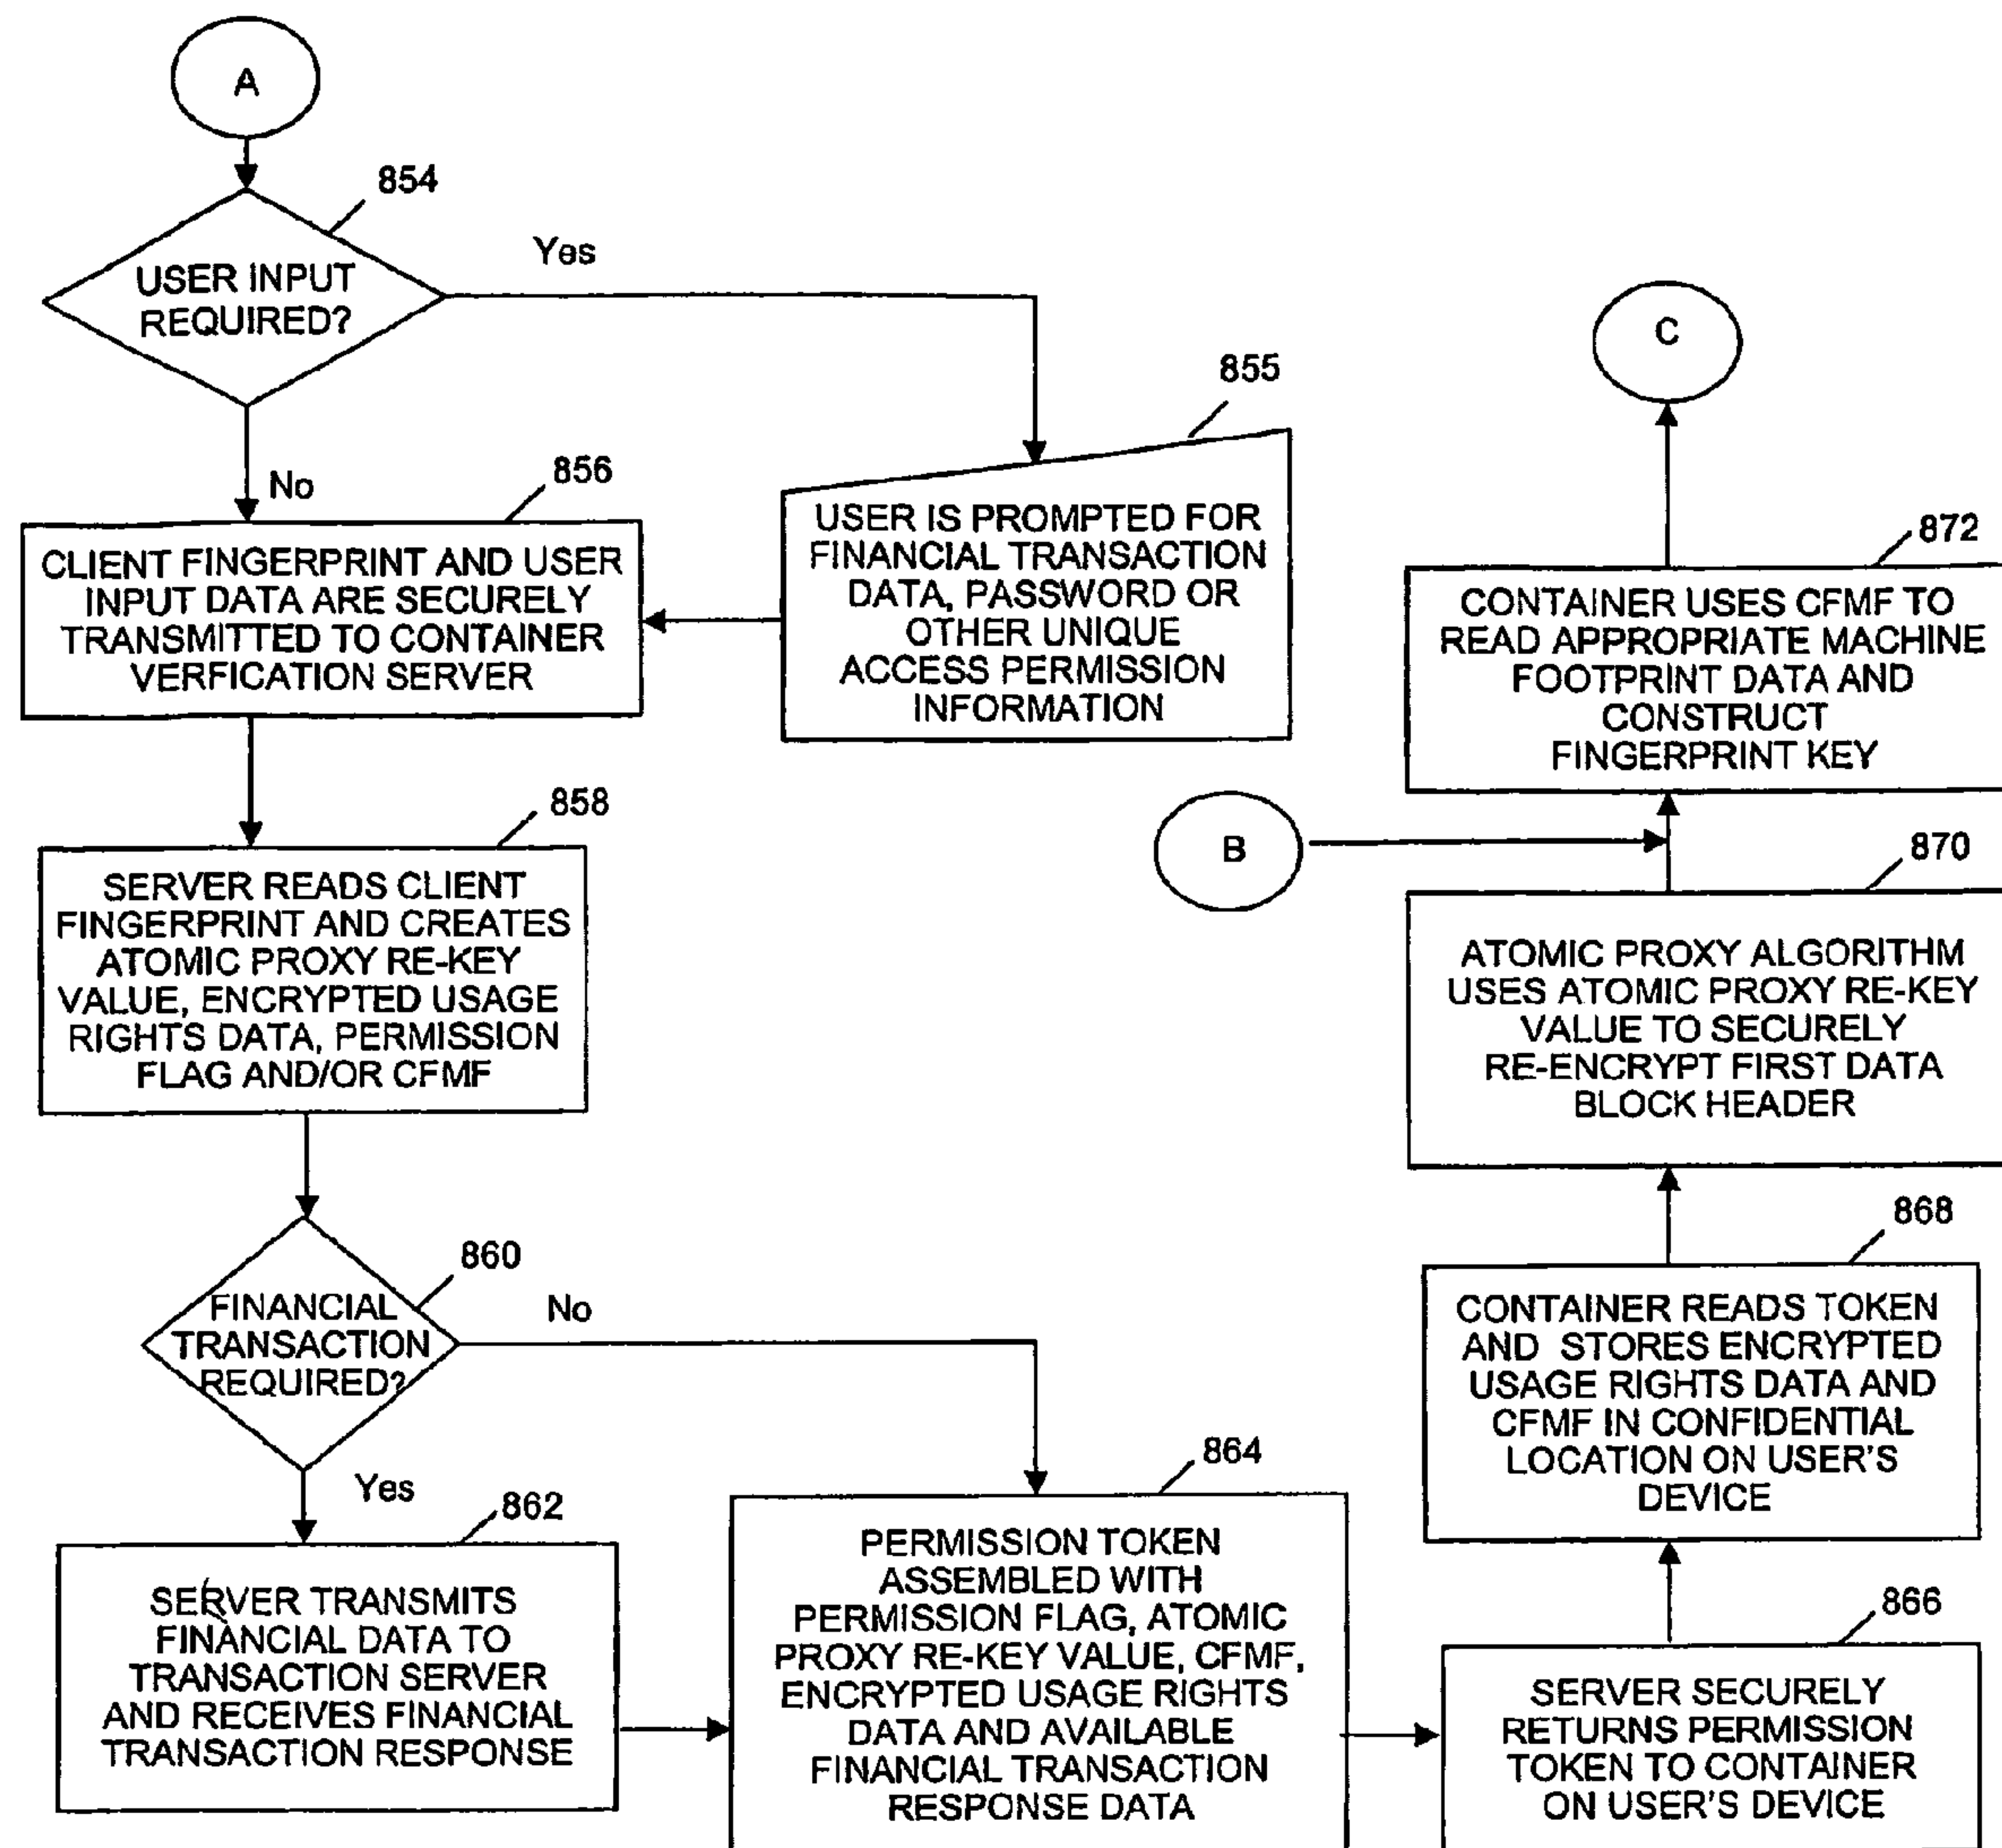 A
854
USER INPUT
REQUIRED?
Yes
No
855
USER IS PROMPTED FOR
FINANCIAL TRANSACTION
DATA, PASSWORD OR
OTHER UNIQUE
ACCESS PERMISSION
INFORMATION
856
CLIENT FINGERPRINT AND USER
INPUT DATA ARE SECURELY
TRANSMITTED TO CONTAINER
VERFICATION SERVER
858
SERVER READS CLIENT
FINGERPRINT AND CREATES
ATOMIC PROXY RE-KEY
VALUE, ENCRYPTED USAGE
RIGHTS DATA, PERMISSION
FLAG AND/OR CFMF
860
FINANCIAL
TRANSACTION
REQUIRED?
No
Yes
862
SERVER TRANSMITS
FINANCIAL DATA TO
TRANSACTION SERVER
AND RECEIVES FINANCIAL
TRANSACTION RESPONSE
864
PERMISSION TOKEN
ASSEMBLED WITH
PERMISSION FLAG, ATOMIC
PROXY RE-KEY VALUE, CFMF,
ENCRYPTED USAGE RIGHTS
DATA AND AVAILABLE
FINANCIAL TRANSACTION
RESPONSE DATA
866
SERVER SECURELY
RETURNS PERMISSION
TOKEN TO CONTAINER
ON USER'S DEVICE
868
CONTAINER READS TOKEN
AND STORES ENCRYPTED
USAGE RIGHTS DATA AND
CFMF IN CONFIDENTIAL
LOCATION ON USER'S
DEVICE
870
ATOMIC PROXY ALGORITHM
USES ATOMIC PROXY RE-KEY
VALUE TO SECURELY
RE-ENCRYPT FIRST DATA
BLOCK HEADER
B
872
CONTAINER USES CFMF TO
READ APPROPRIATE MACHINE
FOOTPRINT DATA AND
CONSTRUCT
FINGERPRINT KEY
C